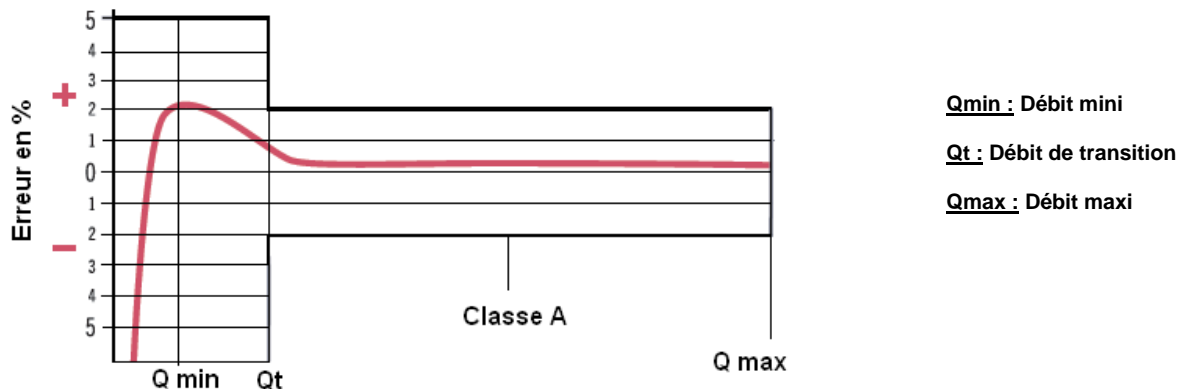 5
4
3
+
2
1
0
1
2
−
3
4
5
Erreur en %
Qmin : Débit mini
Qt : Débit de transition
Qmax : Débit maxi
Classe A
Q max
Q min
Qt